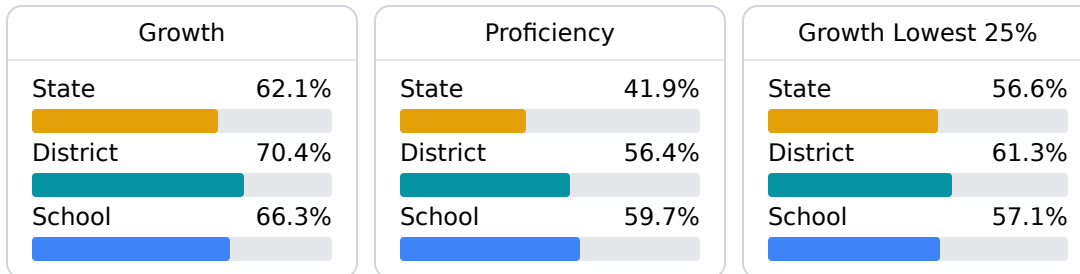 Growth
State 62.1%
District 70.4%
School 66.3%
Proficiency
State 41.9%
District 56.4%
School 59.7%
Growth Lowest 25%
State 56.6%
District 61.3%
School 57.1%